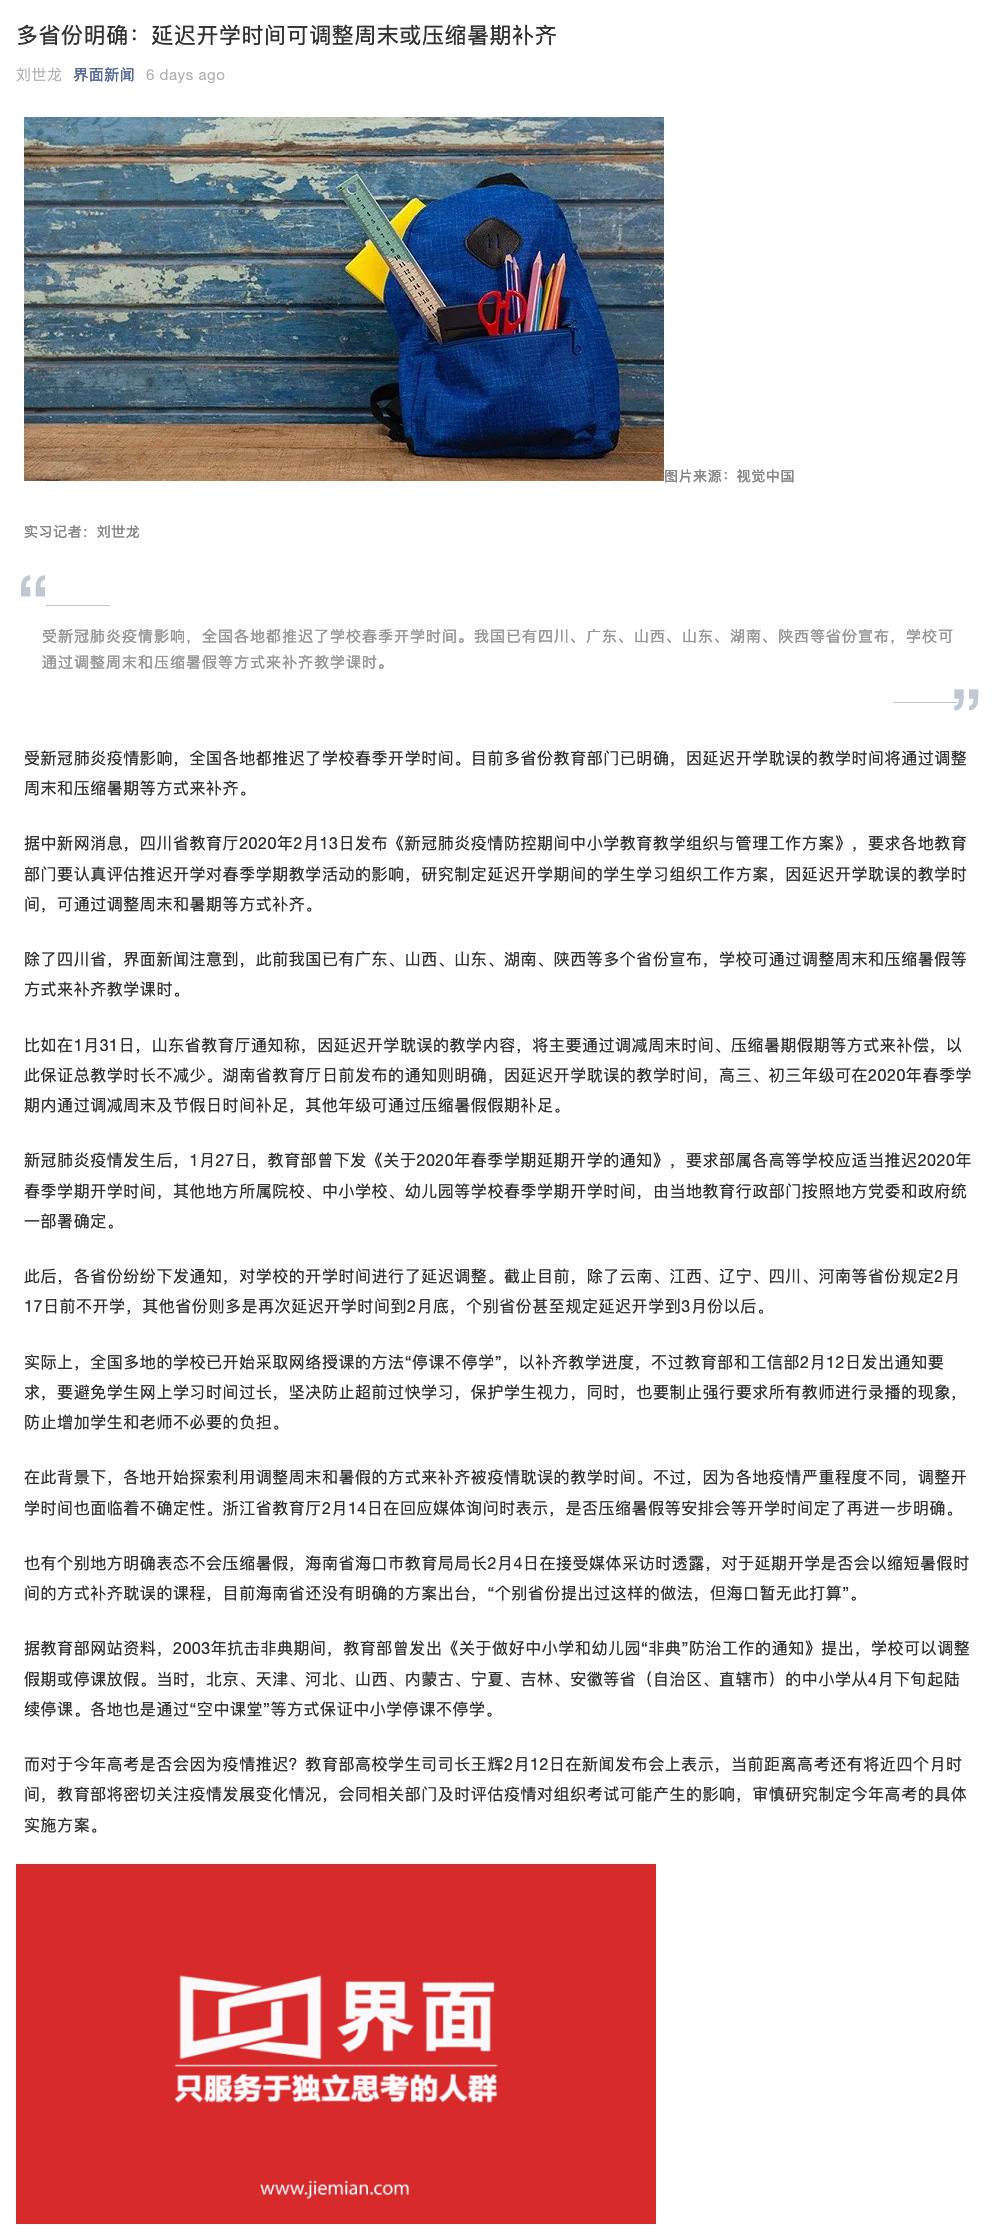 多省份明确：延迟开学时间可调整周末或压缩暑期补齐
刘世龙 界面新闻 6 days ago
图片来源：视觉中国
实习记者：刘世龙
“
受新冠肺炎疫情影响，全国各地都推迟了学校春季开学时间。我国已有四川、广东、山西、山东、湖南、陕西等省份宣布，学校可
通过调整周末和压缩暑假等方式来补齐教学课时。
”
受新冠肺炎疫情影响，全国各地都推迟了学校春季开学时间。目前多省份教育部门已明确，因延迟开学耽误的教学时间将通过调整
周末和压缩暑期等方式来补齐。
据中新网消息，四川省教育厅2020年2月13日发布《新冠肺炎疫情防控期间中小学教育教学组织与管理工作方案》，要求各地教育
部门要认真评估推迟开学对春季学期教学活动的影响，研究制定延迟开学期间的学生学习组织工作方案，因延迟开学耽误的教学时
间，可通过调整周末和暑期等方式补齐。
除了四川省，界面新闻注意到，此前我国已有广东、山西、山东、湖南、陕西等多个省份宣布，学校可通过调整周末和压缩暑假等
方式来补齐教学课时。
比如在1月31日，山东省教育厅通知称，因延迟开学耽误的教学内容，将主要通过调减周末时间、压缩暑期假期等方式来补偿，以
此保证总教学时长不减少。湖南省教育厅日前发布的通知则明确，因延迟开学耽误的教学时间，高三、初三年级可在2020年春季学
期内通过调减周末及节假日时间补足，其他年级可通过压缩暑假假期补足。
新冠肺炎疫情发生后，1月27日，教育部曾下发《关于2020年春季学期延期开学的通知》，要求部属各高等学校应适当推迟2020年
春季学期开学时间，其他地方所属院校、中小学校、幼儿园等学校春季学期开学时间，由当地教育行政部门按照地方党委和政府统
一部署确定。
此后，各省份纷纷下发通知，对学校的开学时间进行了延迟调整。截止目前，除了云南、江西、辽宁、四川、河南等省份规定2月
17日前不开学，其他省份则多是再次延迟开学时间到2月底，个别省份甚至规定延迟开学到3月份以后。
实际上，全国多地的学校已开始采取网络授课的方法“停课不停学”，以补齐教学进度，不过教育部和工信部2月12日发出通知要
求，要避免学生网上学习时间过长，坚决防止超前过快学习，保护学生视力，同时，也要制止强行要求所有教师进行录播的现象，
防止增加学生和老师不必要的负担。
在此背景下，各地开始探索利用调整周末和暑假的方式来补齐被疫情耽误的教学时间。不过，因为各地疫情严重程度不同，调整开
学时间也面临着不确定性。浙江省教育厅2月14日在回应媒体询问时表示，是否压缩暑假等安排会等开学时间定了再进一步明确。
也有个别地方明确表态不会压缩暑假，海南省海口市教育局局长2月4日在接受媒体采访时透露，对于延期开学是否会以缩短暑假时
间的方式补齐耽误的课程，目前海南省还没有明确的方案出台，“个别省份提出过这样的做法，但海口暂无此打算”。
据教育部网站资料，2003年抗击非典期间，教育部曾发出《关于做好中小学和幼儿园“非典”防治工作的通知》提出，学校可以调整
假期或停课放假。当时，北京、天津、河北、山西、内蒙古、宁夏、吉林、安徽等省（自治区、直辖市）的中小学从4月下旬起陆
续停课。各地也是通过“空中课堂”等方式保证中小学停课不停学。
而对于今年高考是否会因为疫情推迟？教育部高校学生司司长王辉2月12日在新闻发布会上表示，当前距离高考还有将近四个月时
间，教育部将密切关注疫情发展变化情况，会同相关部门及时评估疫情对组织考试可能产生的影响，审慎研究制定今年高考的具体
实施方案。
界面
只服务于独立思考的人群
www.jiemian.com